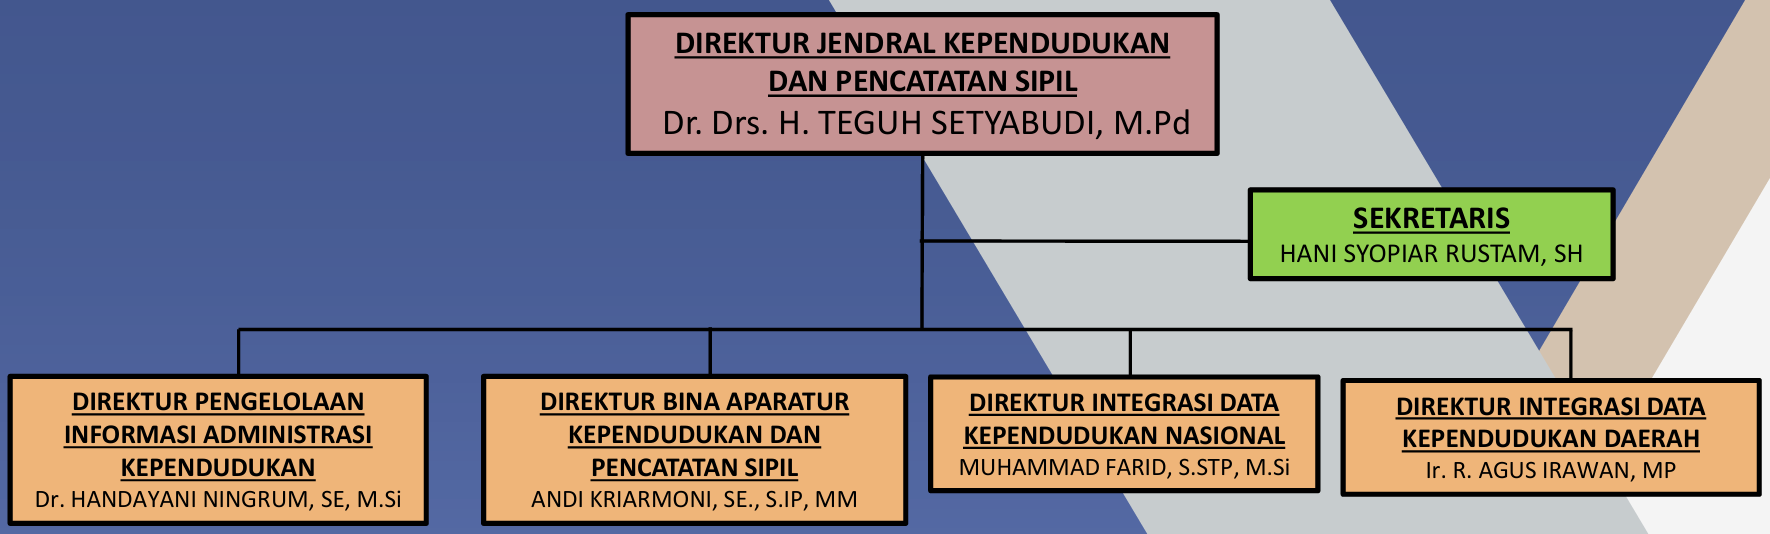 DIREKTUR JENDRAL KEPENDUDUKAN
DAN PENCATATAN SIPIL
Dr. Drs. H. TEGUH SETYABUDI, M.Pd
SEKRETARIS
HANI SYOPIAR RUSTAM, SH
DIREKTUR PENGELOLAAN
INFORMASI ADMINISTRASI
KEPENDUDUKAN
Dr. HANDAYANI NINGRUM, SE, M.Si
DIREKTUR BINA APARATUR
KEPENDUDUKAN DAN
PENCATATAN SIPIL
ANDI KRIARMONI, SE., S.IP, MM
DIREKTUR INTEGRASI DATA
KEPENDUDUKAN NASIONAL
MUHAMMAD FARID, S.STP, M.Si
DIREKTUR INTEGRASI DATA
KEPENDUDUKAN DAERAH
Ir. R. AGUS IRAWAN, MP